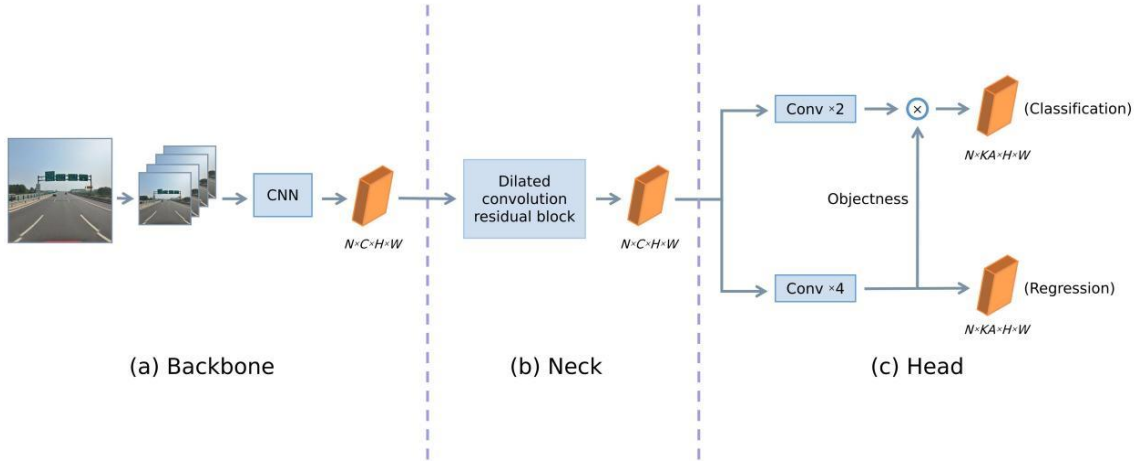 CNN
N×C×H×W
(a) Backbone
Dilated
convolution
residual block
N×C×H×W
(b) Neck
Conv ×2
×
(Classification)
N×KA×H×W
Objectness
Conv ×4
(Regression)
N×KA×H×W
(c) Head